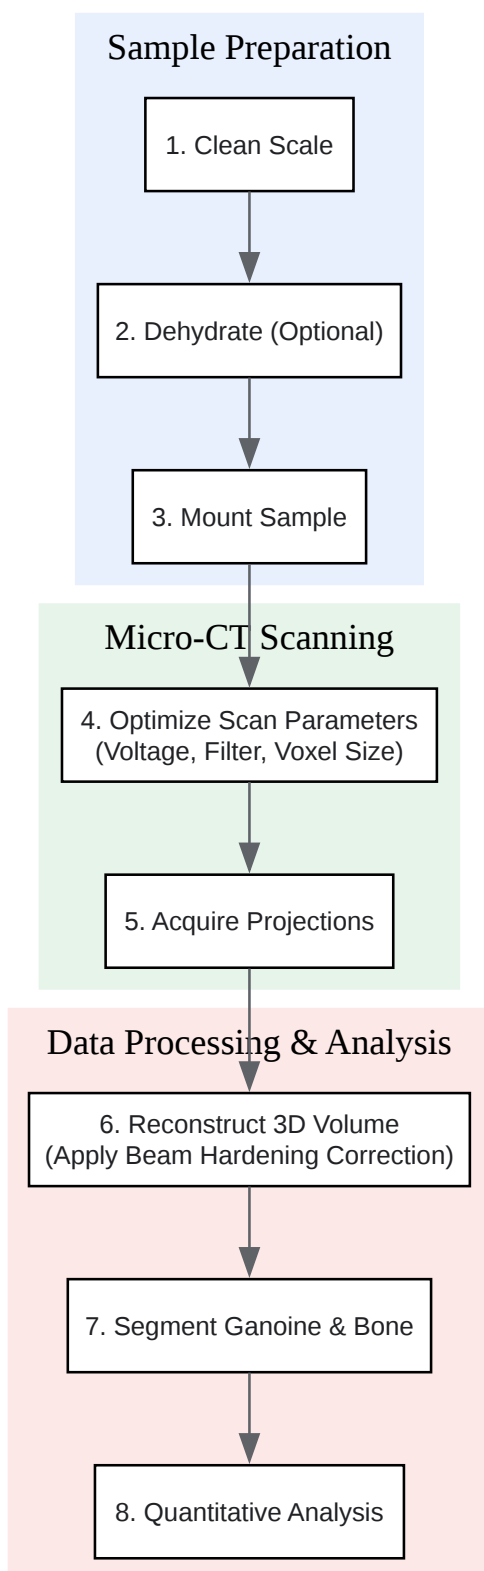 Sample Preparation
1. Clean Scale
2. Dehydrate (Optional)
3. Mount Sample
Micro-CT Scanning
4. Optimize Scan Parameters
(Voltage, Filter, Voxel Size)
5. Acquire Projections
Data Processing & Analysis
6. Reconstruct 3D Volume
(Apply Beam Hardening Correction)
7. Segment Ganoine & Bone
8. Quantitative Analysis